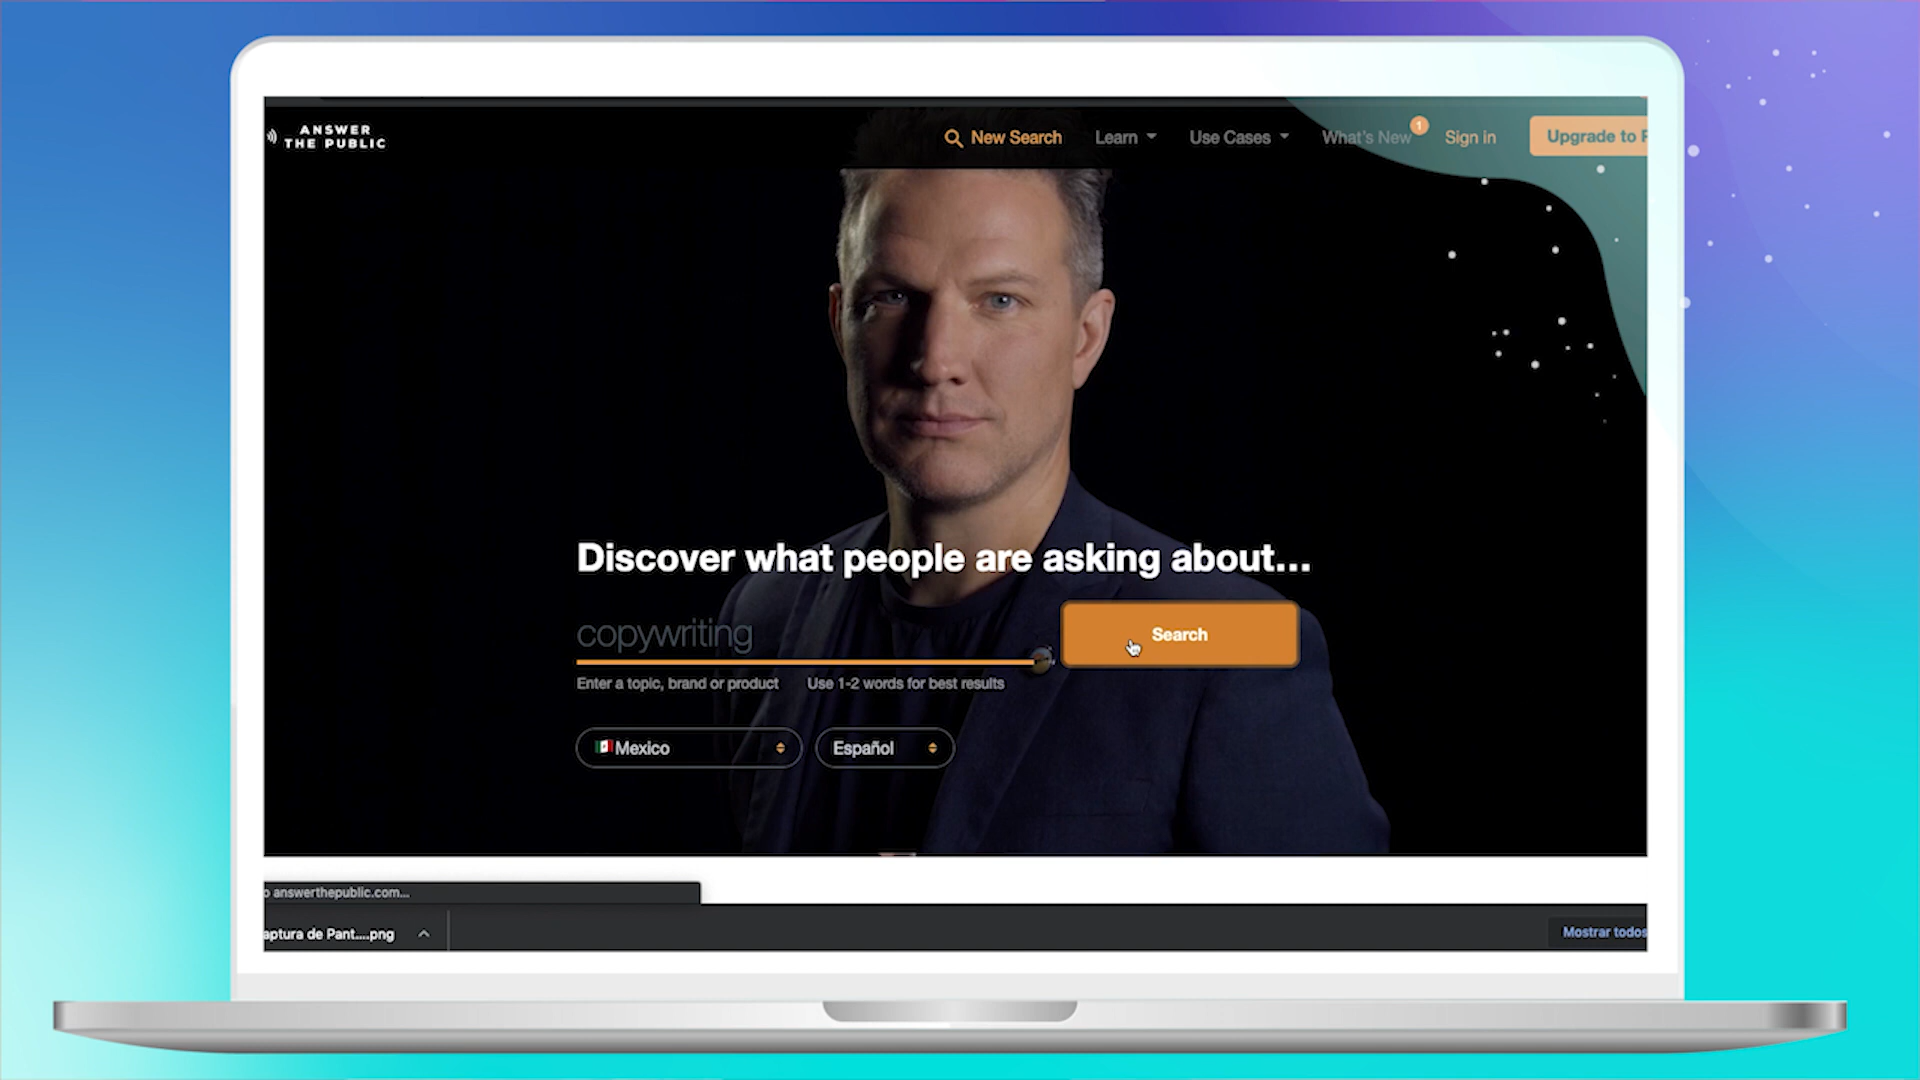 ANSWER
THE PUBLIC
New Search
Learn
Use Cases
What's New
1
Sign in
Upgrade to
Discover what people are asking about...
copywriting
Search
Enter a topic, brand or product
Use 1-2 words for best results
Mexico
Español
answerthepublic.com...
aptura de Pant....png
Mostrar todos